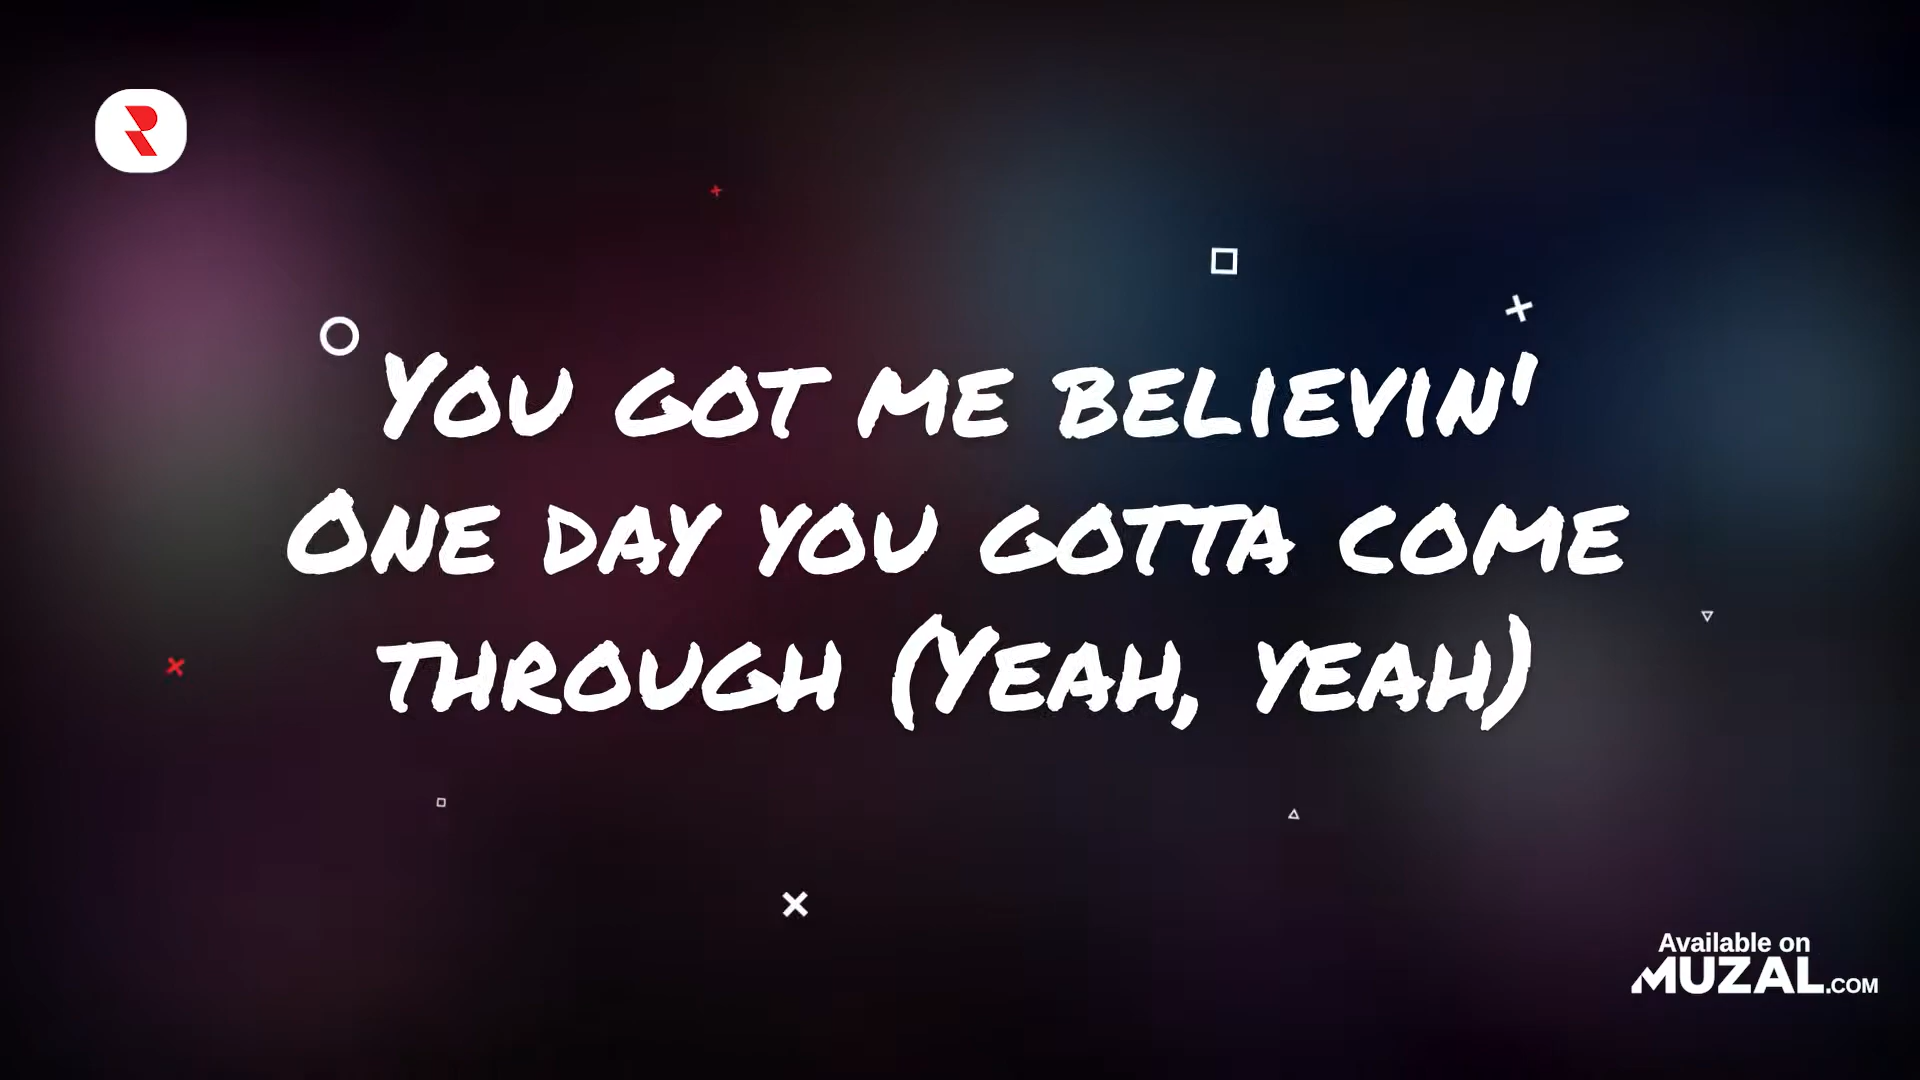 R
You got me believin'
One day you gotta come
through (Yeah, yeah)
Available on
MUZAL.COM